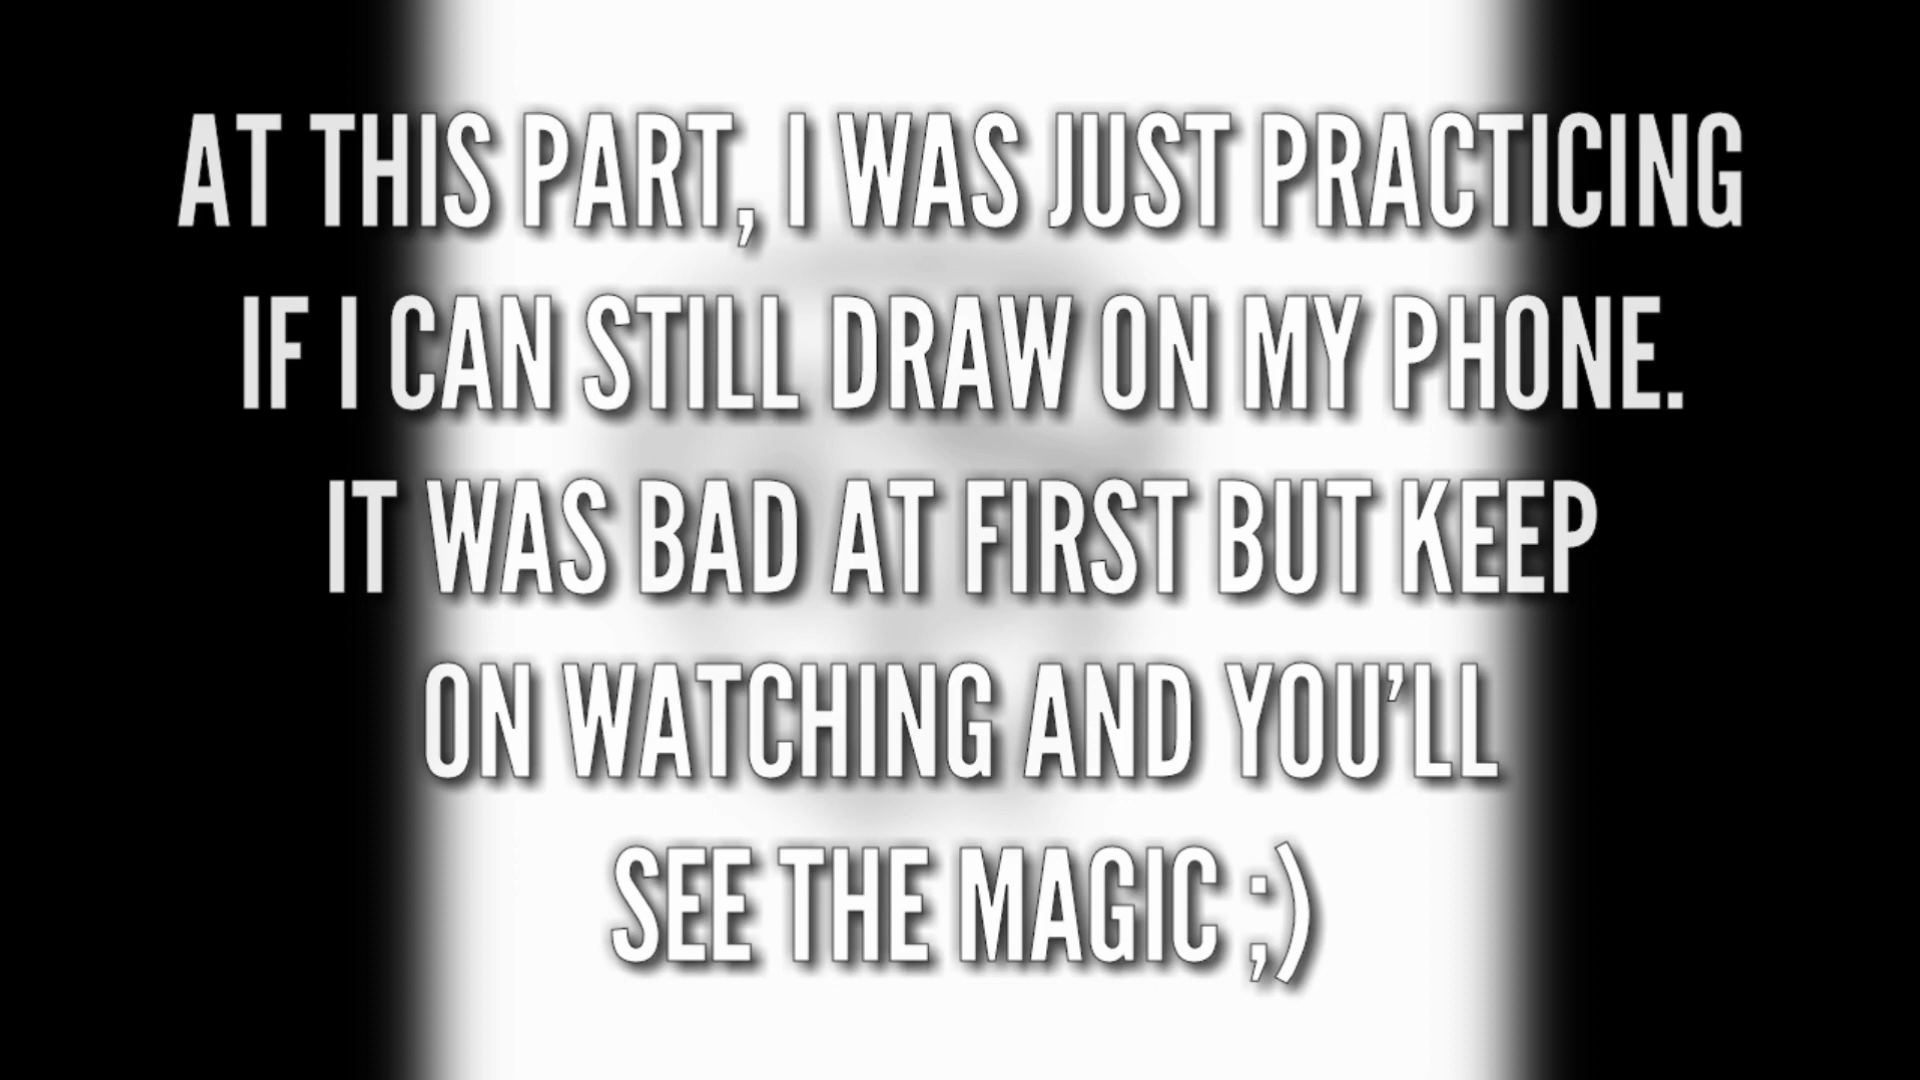 AT THIS PART, I WAS JUST PRACTICING
IF I CAN STILL DRAW ON MY PHONE.
IT WAS BAD AT FIRST BUT KEEP
ON WATCHING AND YOU'LL
SEE THE MAGIC ;)